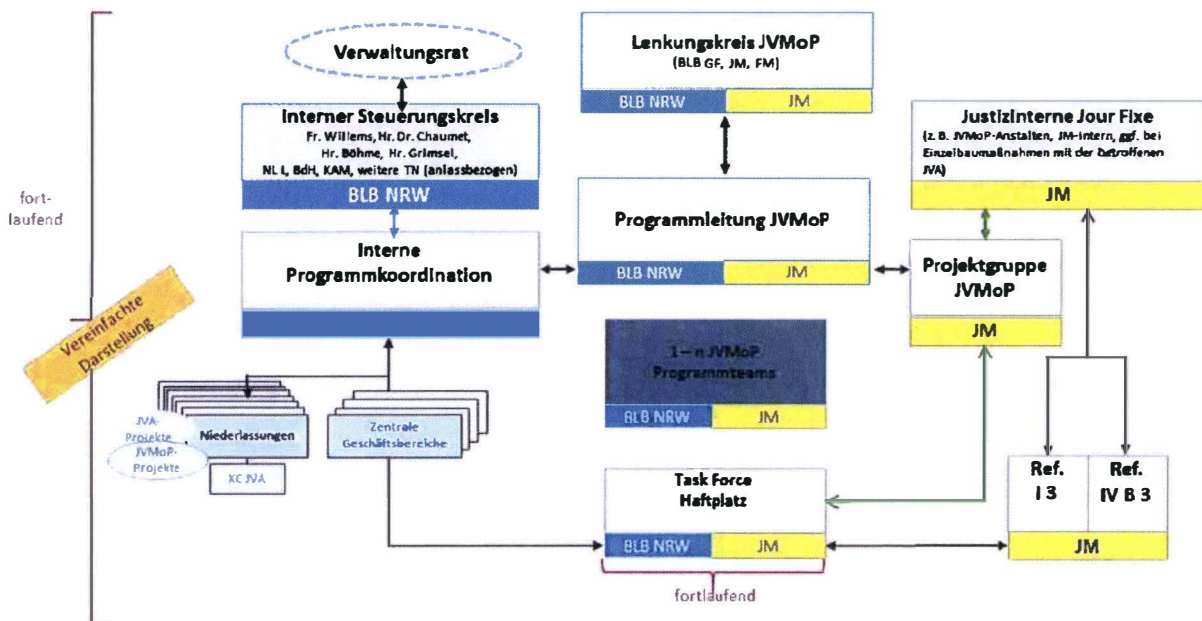 Verwaltungsrat
Lenkungskreis JVMoP
(BLB GF, JM, FM)
BLB NRW
JM
Interner Steuerungskreis
Fr. Willems, Hr. Dr. Chaumet,
Hr. Böhme, Hr. Grimsel,
NL L, BdH, KAM, weitere TN (anlassbezogen)
BLB NRW
Justizinterne Jour Fixe
(z. B. JVMoP-Anstalten, JM-intern, ggf. bei
Einzelbaumaßnahmen mit der betroffenen
JVA)
JM
fort-
laufend
Programmleitung JVMoP
BLB NRW
JM
Interne
Programmkoordination
Projektgruppe
JVMoP
JM
Vereinfachte
Darstellung
1 – n JVMoP
Programmteams
BLB NRW
JM
JVA-
Projekte
JVMoP-
Projekte
Niederlassungen
KC JVA
Zentrale
Geschäftsbereiche
Task Force
Haftplatz
BLB NRW
JM
Ref.
I 3
Ref.
IV B 3
JM
fortlaufend